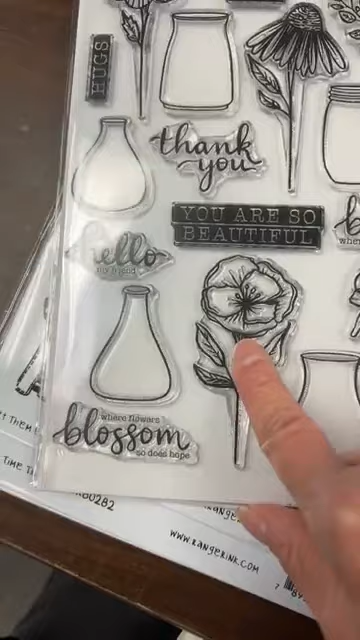 HUGS
thank
you
YOU ARE SO
BEAUTIFUL
hello
my friend
where flowers
blossom
so does hope
www.RANGERINK.COM
TIME T